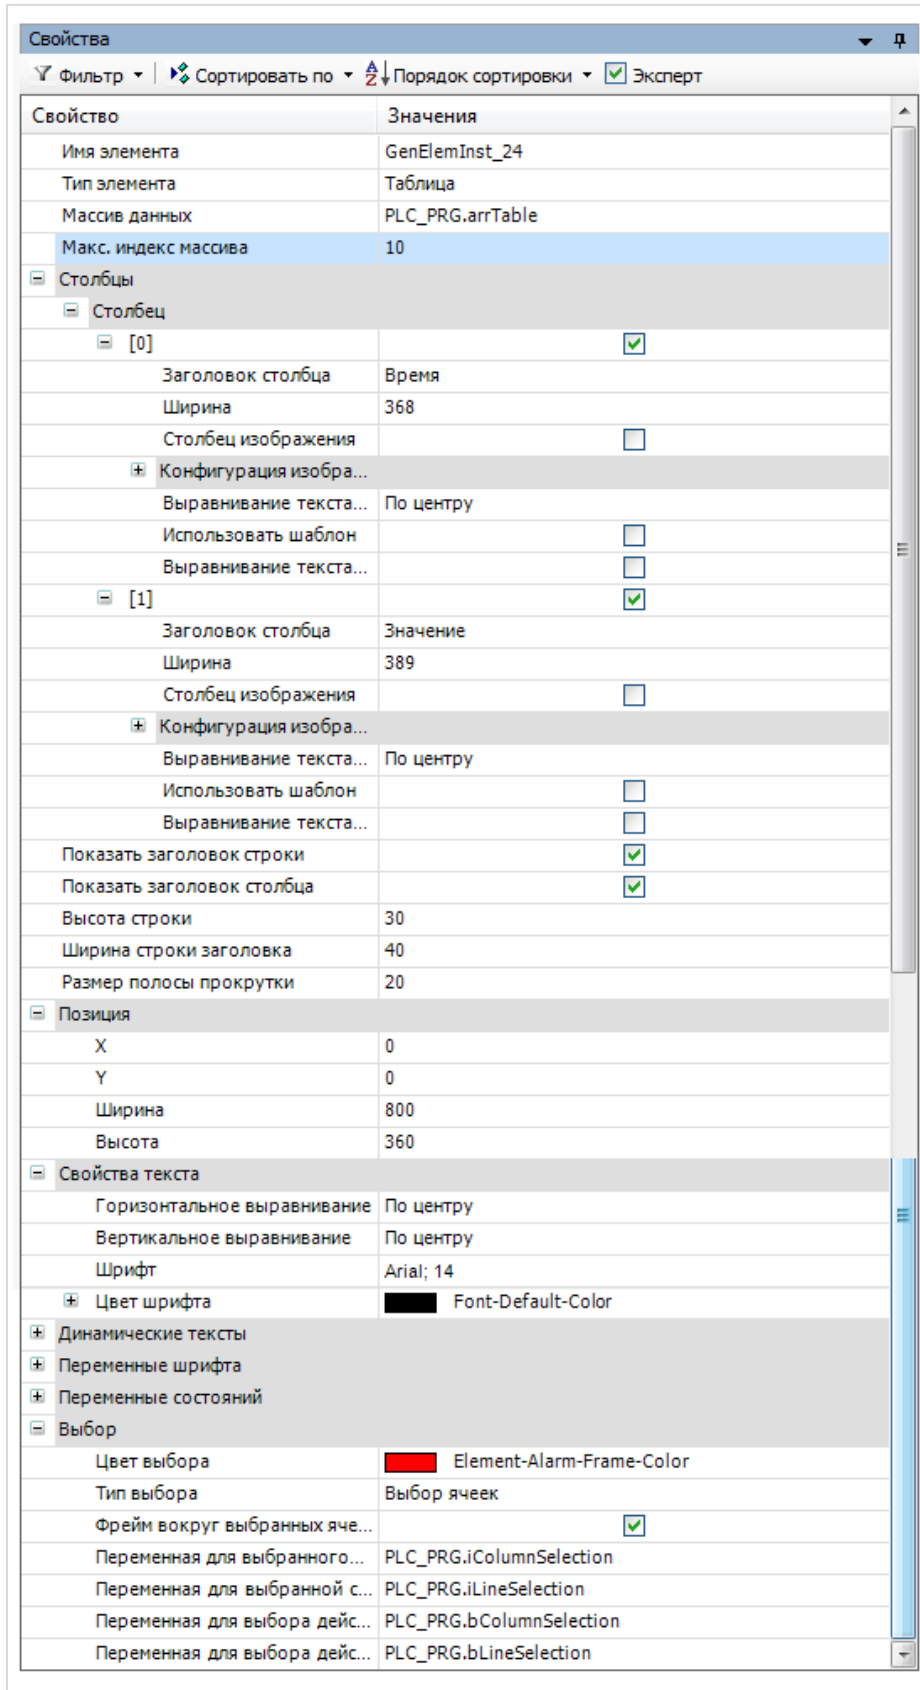 Свойства
Фильтр Сортировать по Порядок сортировки Эксперт
Свойство Значения
Имя элемента GenElemInst_24
Тип элемента Таблица
Массив данных PLC_PRG.arrTable
Макс. индекс массива 10
Столбцы
Столбец
[0]
Заголовок столбца Время
Ширина 368
Столбец изображения
Конфигурация изобра...
Выравнивание текста... По центру
Использовать шаблон
Выравнивание текста...
[1]
Заголовок столбца Значение
Ширина 389
Столбец изображения
Конфигурация изобра...
Выравнивание текста... По центру
Использовать шаблон
Выравнивание текста...
Показать заголовок строки
Показать заголовок столбца
Высота строки 30
Ширина строки заголовка 40
Размер полосы прокрутки 20
Позиция
X 0
Y 0
Ширина 800
Высота 360
Свойства текста
Горизонтальное выравнивание По центру
Вертикальное выравнивание По центру
Шрифт Arial; 14
Цвет шрифта Font-Default-Color
Динамические тексты
Переменные шрифта
Переменные состояний
Выбор
Цвет выбора Element-Alarm-Frame-Color
Тип выбора Выбор ячеек
Фрейм вокруг выбранных яче...
Переменная для выбранного... PLC_PRG.iColumnSelection
Переменная для выбранной с... PLC_PRG.iLineSelection
Переменная для выбора дейс... PLC_PRG.bColumnSelection
Переменная для выбора дейс... PLC_PRG.bLineSelection